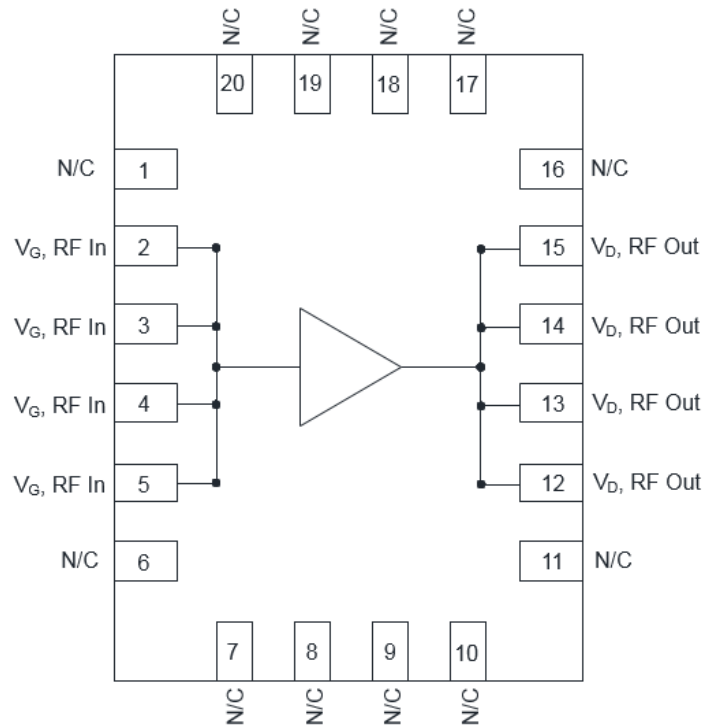 N/C N/C N/C N/C
20 19 18 17
N/C 1 16 N/C
V_G, RF In 2 15 V_D, RF Out
V_G, RF In 3 14 V_D, RF Out
V_G, RF In 4 13 V_D, RF Out
V_G, RF In 5 12 V_D, RF Out
N/C 6 11 N/C
7 8 9 10
N/C N/C N/C N/C